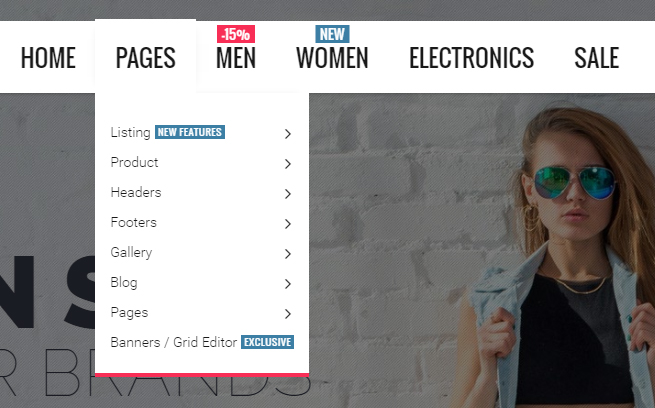 -15% NEW
HOME PAGES MEN WOMEN ELECTRONICS SALE
Listing NEW FEATURES
Product
Headers
Footers
Gallery
Blog
Pages
Banners / Grid Editor EXCLUSIVE
NS
R BRANDS